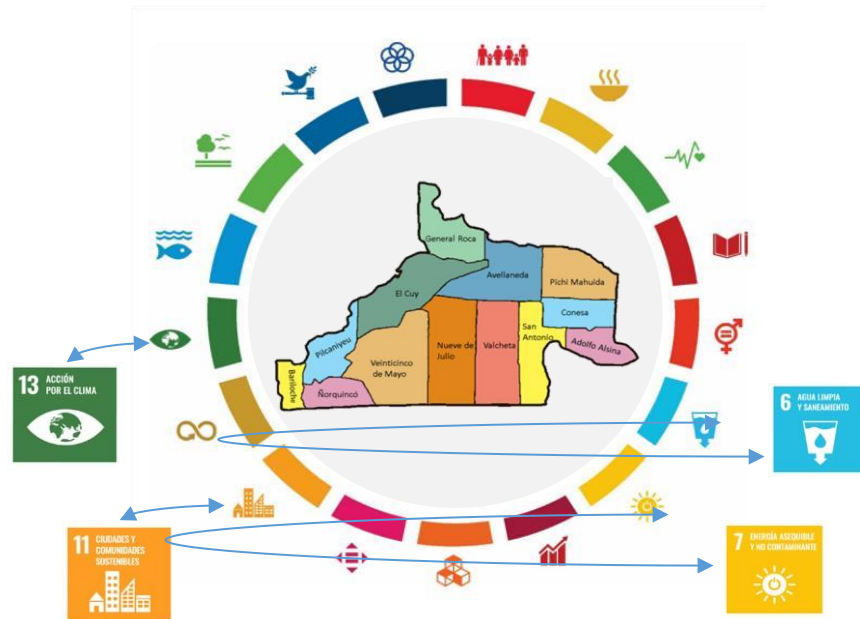 General Roca
Avellaneda
Pichi Mahuida
El Cuy
Conesa
San
Antonio
Adolfo Alsina
Pilcaniyeu
Nueve de
Julio
Valcheta
Veinticinco
de Mayo
Bariloche
Ñorquincó
13 ACCIÓN
POR EL CLIMA
6 AGUA LIMPIA
Y SANEAMIENTO
11 CIUDADES Y
COMUNIDADES
SOSTENIBLES
7 ENERGÍA ASEQUIBLE
Y NO CONTAMINANTE